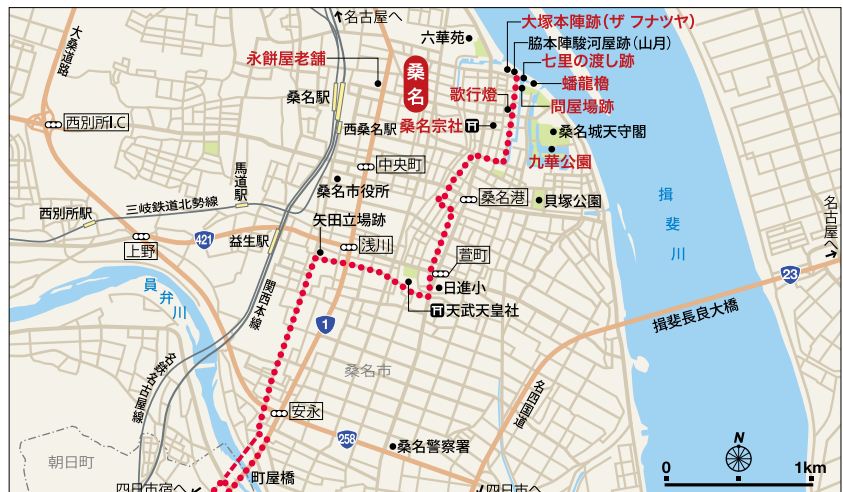 名古屋へ
六華苑
大塚本陣跡（ザ フナツヤ）
脇本陣駿河屋跡（山月）
七里の渡し跡
蟠龍櫓
問屋場跡
大桑道路
永餅屋老舗
桑名
歌行燈
桑名駅
西別所I.C
西桑名駅
桑名宗社
桑名城天守閣
九華公園
中央町
馬道駅
桑名市役所
桑名港
貝塚公園
揖斐川
名古屋へ
三岐鉄道北勢線
西別所駅
矢田立場跡
上野
421
益生駅
浅川
萱町
23
員弁川
関西本線
日進小
天武天皇社
揖斐長良大橋
1
桑名市
名鉄名古屋線
名四国道
安永
258
桑名警察署
朝日町
町屋橋
四日市宿へ
四日市へ
N
0
1km